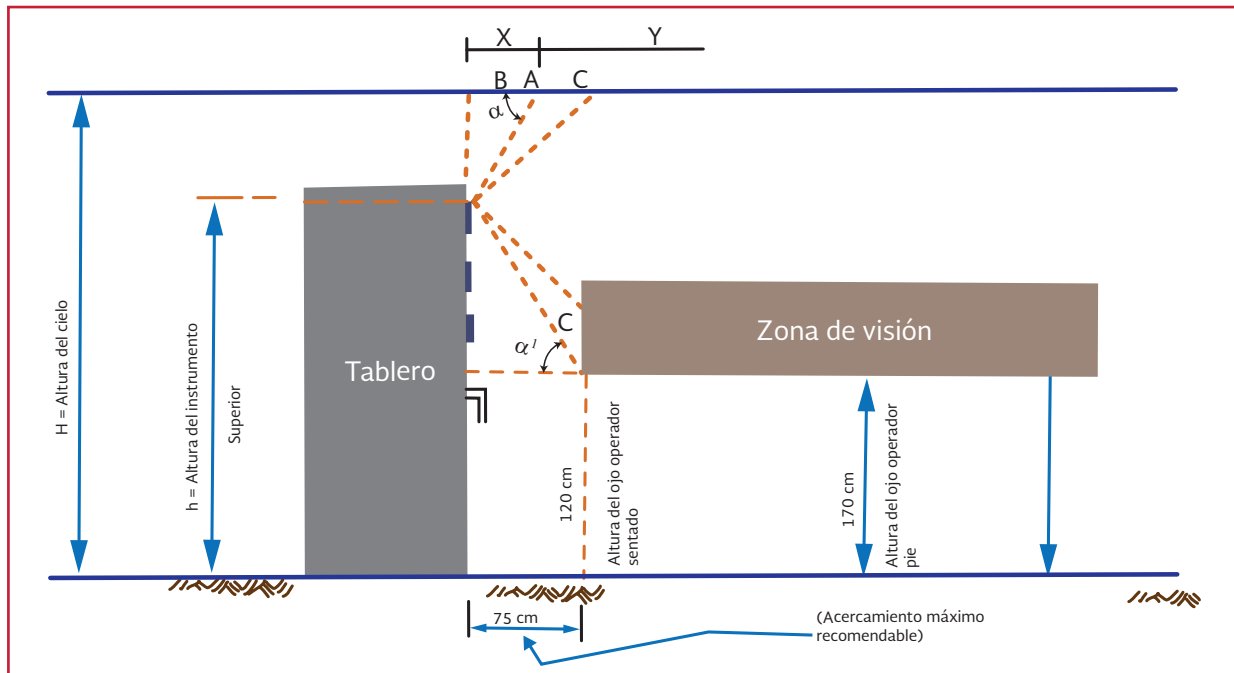 X Y
B A C
α
H = Altura del cielo
h = Altura del instrumento
Superior
Tablero
C
α¹
Zona de visión
120 cm
Altura del ojo operador
sentado
170 cm
Altura del ojo operador
pie
75 cm
(Acercamiento máximo
recomendable)